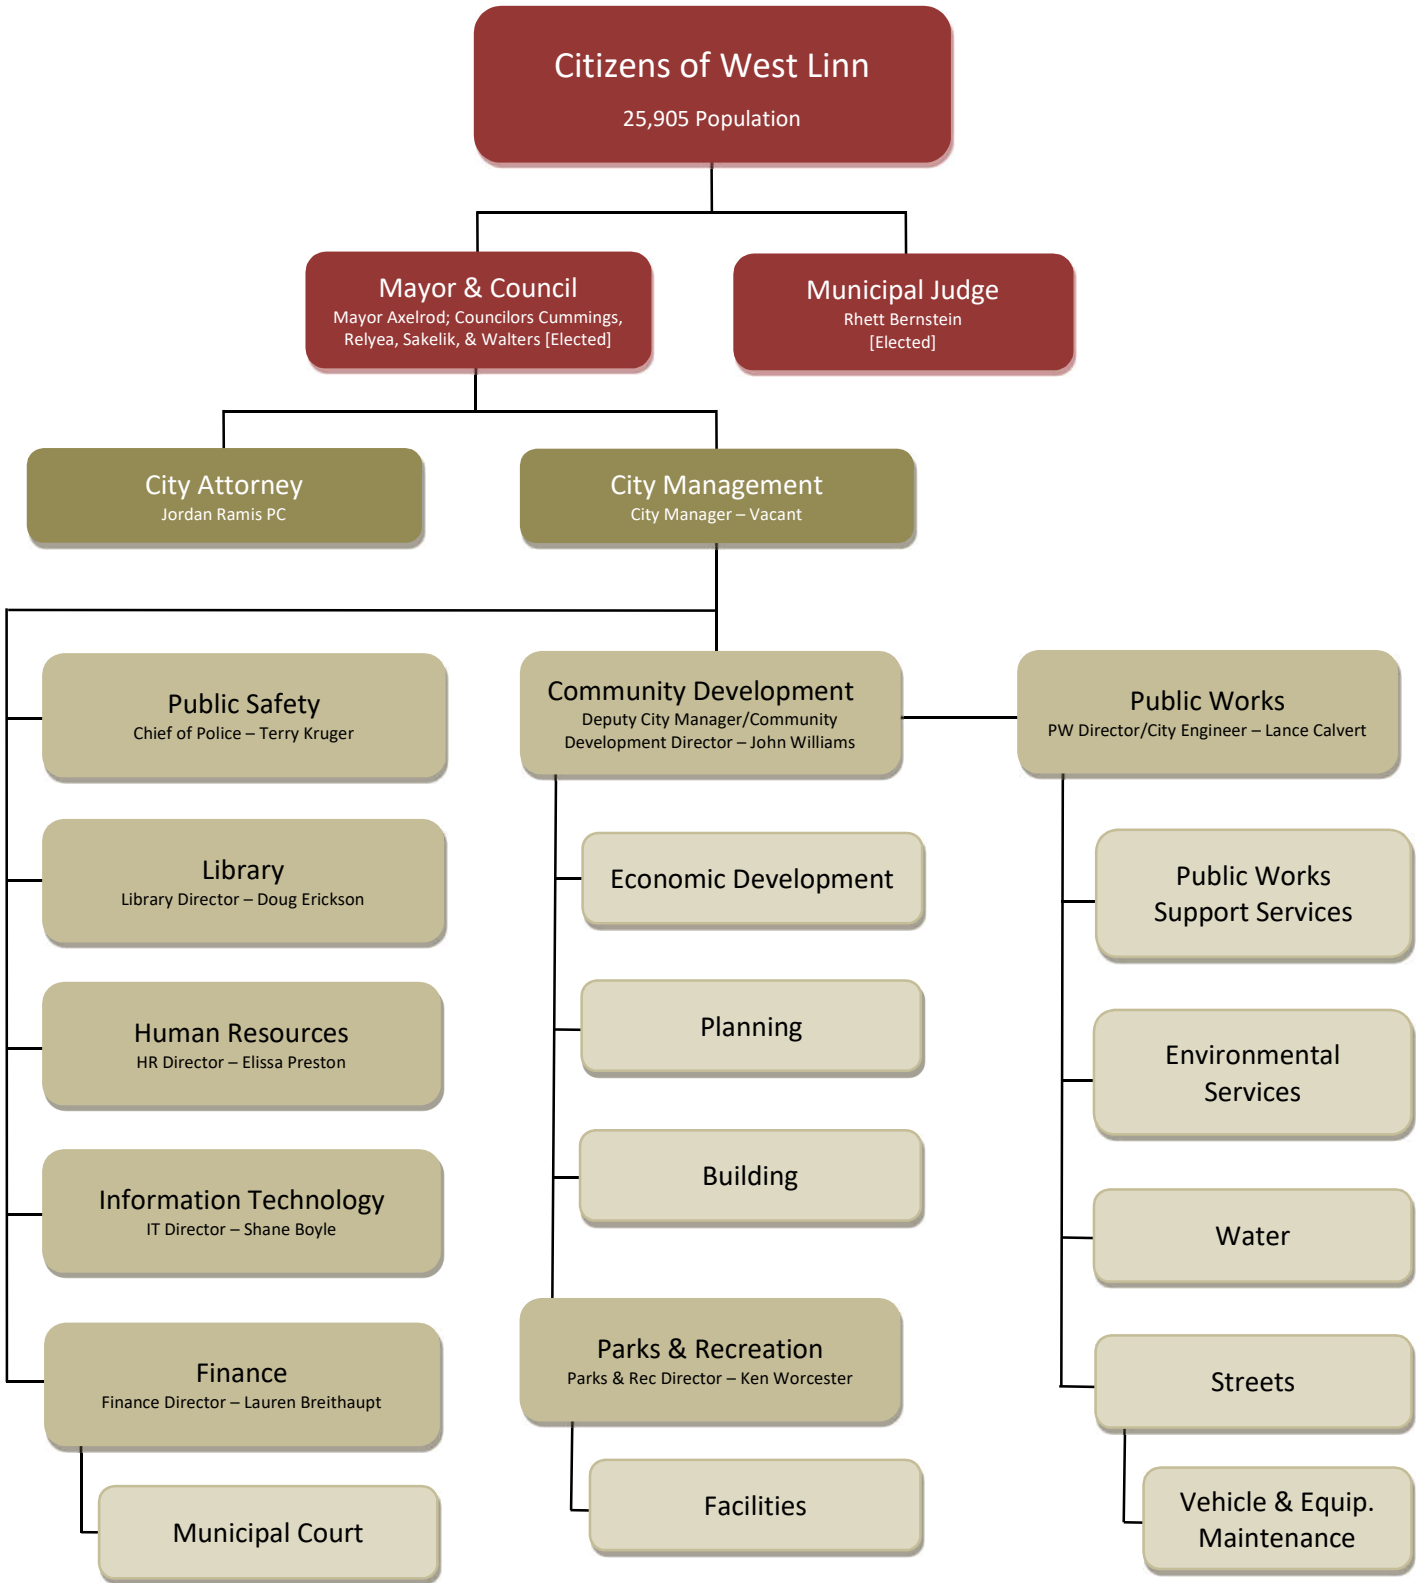 Citizens of West Linn
25,905 Population
Mayor & Council
Mayor Axelrod; Councilors Cummings,
Relyea, Sakelik, & Walters [Elected]
Municipal Judge
Rhett Bernstein
[Elected]
City Attorney
Jordan Ramis PC
City Management
City Manager – Vacant
Public Safety
Chief of Police – Terry Kruger
Library
Library Director – Doug Erickson
Human Resources
HR Director – Elissa Preston
Information Technology
IT Director – Shane Boyle
Finance
Finance Director – Lauren Breithaupt
Municipal Court
Community Development
Deputy City Manager/Community
Development Director – John Williams
Economic Development
Planning
Building
Parks & Recreation
Parks & Rec Director – Ken Worcester
Facilities
Public Works
PW Director/City Engineer – Lance Calvert
Public Works
Support Services
Environmental
Services
Water
Streets
Vehicle & Equip.
Maintenance